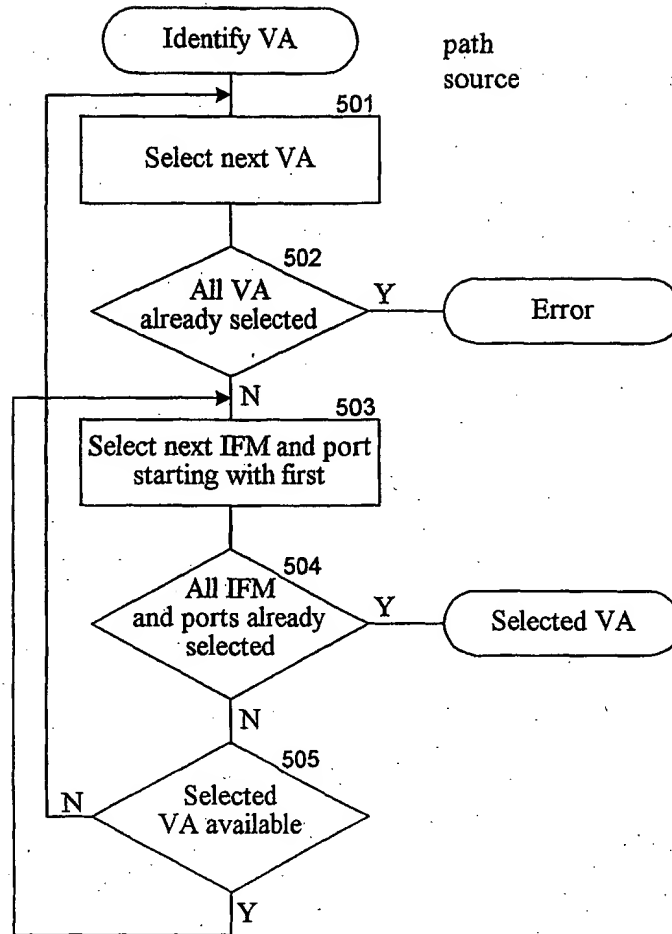 Identify VA
path
source
501
Select next VA
502
All VA
already selected
Y
Error
N
503
Select next IFM and port
starting with first
504
All IFM
and ports already
selected
Y
Selected VA
N
505
Selected
VA available
N
Y